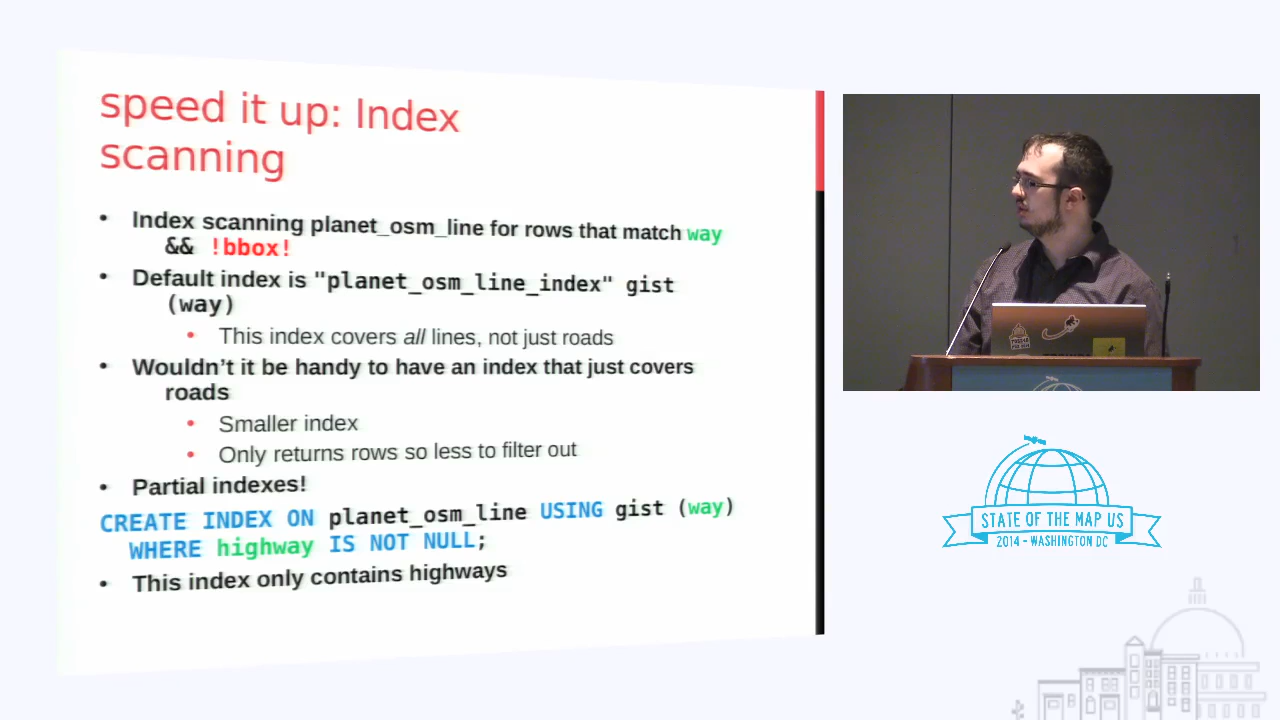 speed it up: Index
scanning
• Index scanning planet_osm_line for rows that match way
&& !bbox!
• Default index is "planet_osm_line_index" gist
(way)
• This index covers all lines, not just roads
• Wouldn’t it be handy to have an index that just covers
roads
• Smaller index
• Only returns rows so less to filter out
• Partial indexes!
CREATE INDEX ON planet_osm_line USING gist (way)
WHERE highway IS NOT NULL;
• This index only contains highways
STATE OF THE MAP US
2014 - WASHINGTON DC